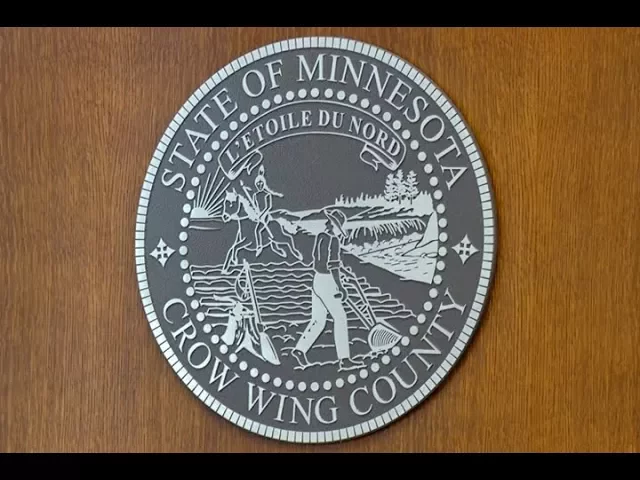 STATE OF MINNESOTA
L'ETOILE DU NORD
CROW WING COUNTY